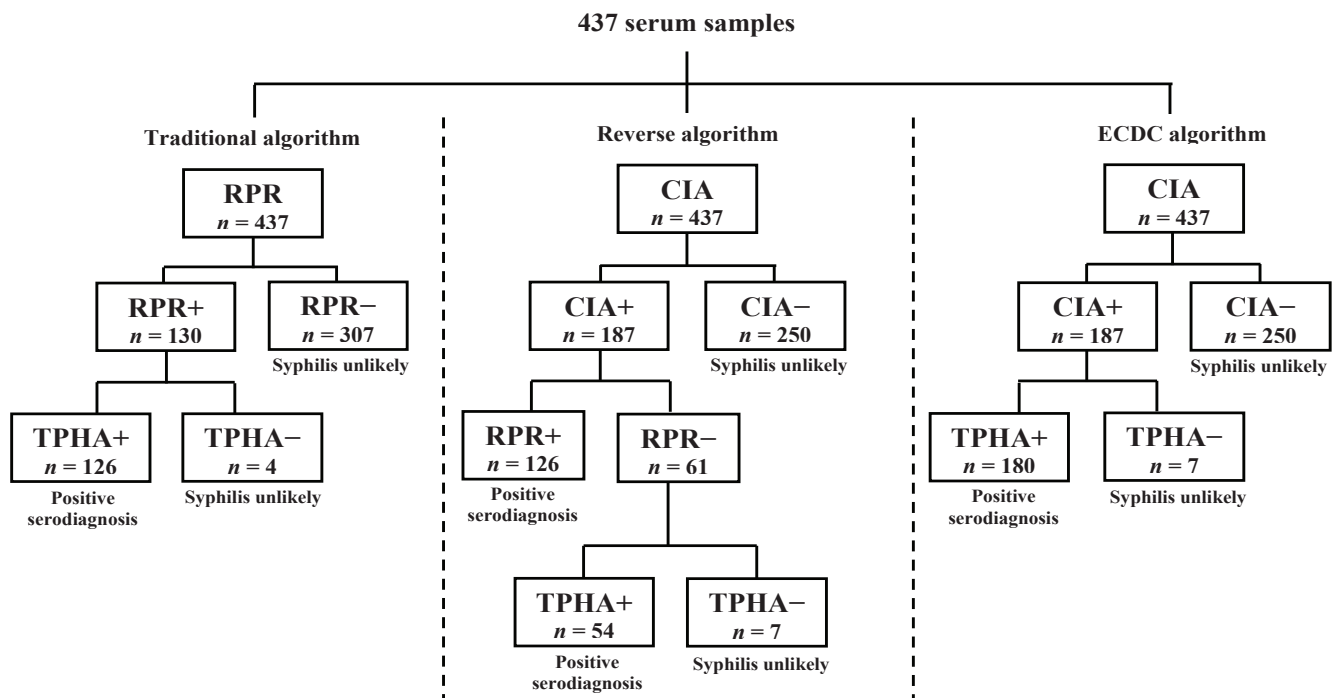 437 serum samples
Traditional algorithm
RPR
n = 437
RPR+
n = 130
RPR−
n = 307
Syphilis unlikely
TPHA+
n = 126
Positive
serodiagnosis
TPHA−
n = 4
Syphilis unlikely
Reverse algorithm
CIA
n = 437
CIA+
n = 187
CIA−
n = 250
Syphilis unlikely
RPR+
n = 126
Positive
serodiagnosis
RPR−
n = 61
TPHA+
n = 54
Positive
serodiagnosis
TPHA−
n = 7
Syphilis unlikely
ECDC algorithm
CIA
n = 437
CIA+
n = 187
CIA−
n = 250
Syphilis unlikely
TPHA+
n = 180
Positive
serodiagnosis
TPHA−
n = 7
Syphilis unlikely